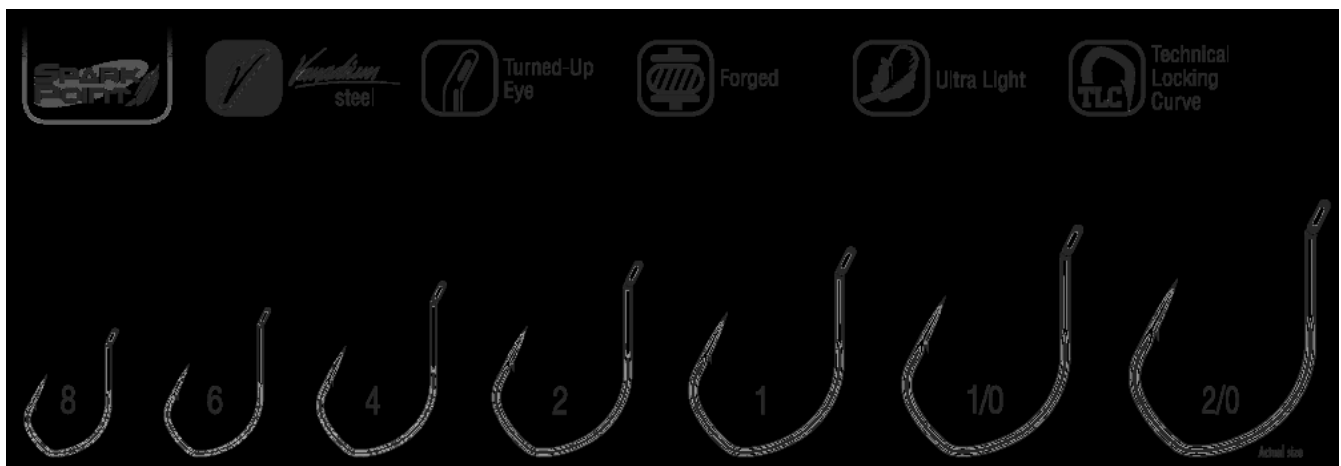 SPARK
POINT
V
Vanadium
steel
Turned-Up
Eye
Forged
Ultra Light
TLC
Technical
Locking
Curve
8
6
4
2
1
1/0
2/0
Actual size